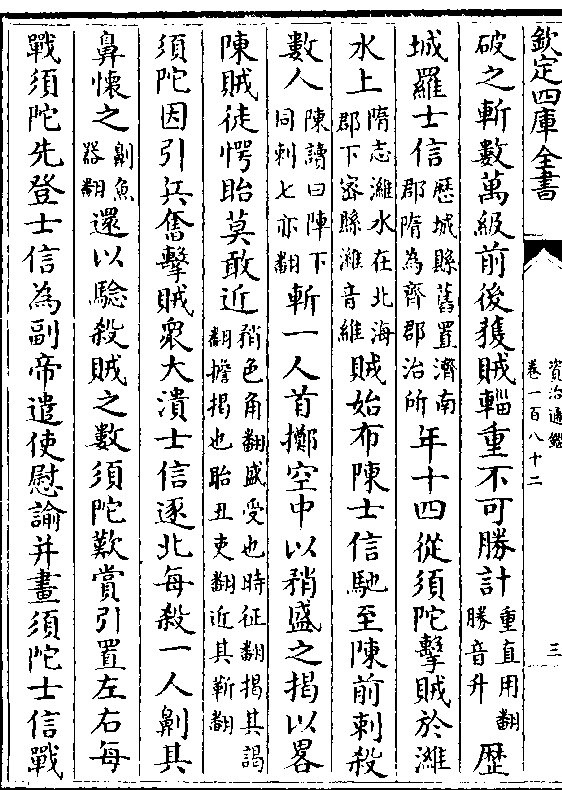 欽定四庫全書
資治通鑑
卷一百八十二
三
破之斬數萬級前後獲賊輜重不可勝計重直用翻勝音升歷
城羅士信歷城縣舊置濟南郡隋為齊郡治所年十四從須陀擊賊於濰
水上隋志濰水在北海郡下密縣濰音維賊始布陳士信馳至陳前刺殺
數人陳讀曰陣下同刺七亦翻斬一人首擲空中以矟盛之揭以畧
陳賊徒愕眙莫敢近矟色角翻盛受也時征翻揭其謁翻擔揭也眙丑吏翻近其靳翻
須陀因引兵奮擊賊衆大潰士信逐北每殺一人劓其
鼻懷之劓魚器翻還以驗殺賊之數須陀歎賞引置左右每
戰須陀先登士信為副帝遣使慰諭并畫須陀士信戰